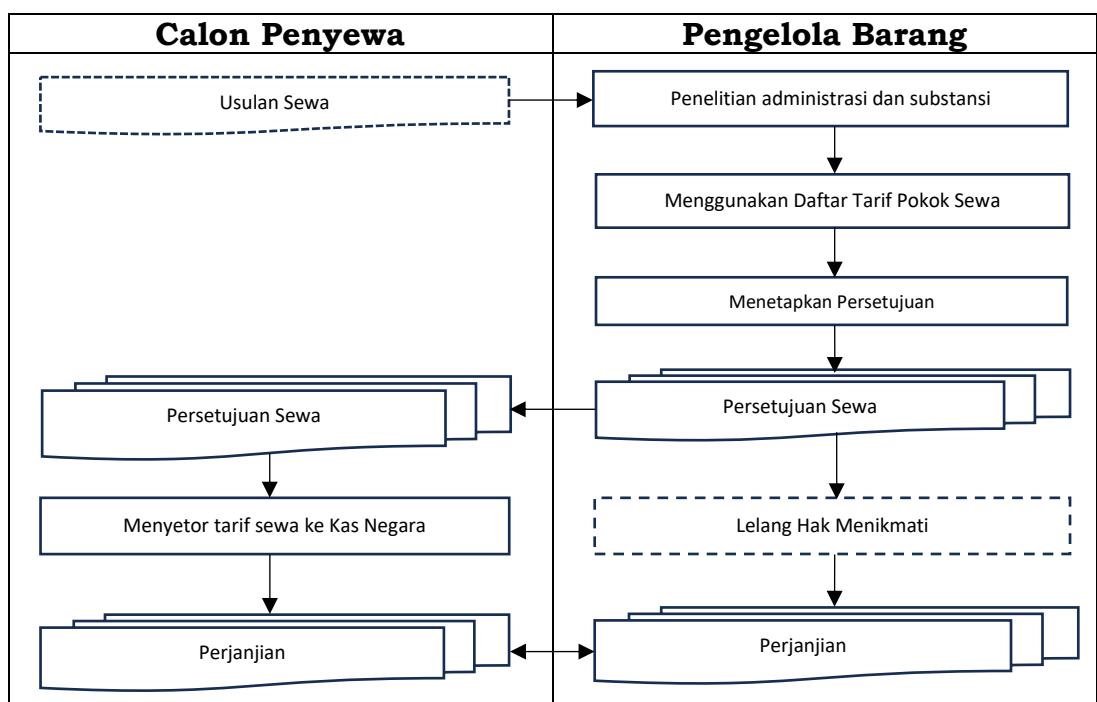 Calon Penyewa
Pengelola Barang
Usulan Sewa
Penelitian administrasi dan substansi
Menggunakan Daftar Tarif Pokok Sewa
Menetapkan Persetujuan
Persetujuan Sewa
Persetujuan Sewa
Menyetor tarif sewa ke Kas Negara
Lelang Hak Menikmati
Perjanjian
Perjanjian